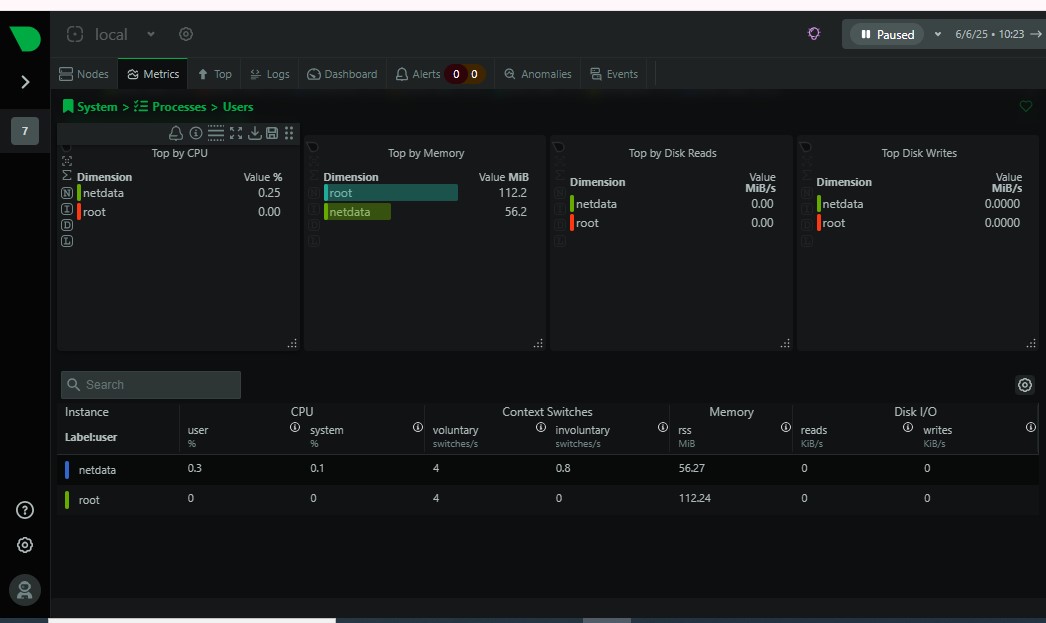 local
Paused 6/6/25 • 10:23 →
Nodes Metrics Top Logs Dashboard Alerts 0 0 Anomalies Events
System > Processes > Users
7
Top by CPU
Dimension Value %
netdata 0.25
root 0.00
N
I
D
L
Top by Memory
Dimension Value MiB
root 112.2
netdata 56.2
Top by Disk Reads
Dimension Value MiB/s
netdata 0.00
root 0.00
Top Disk Writes
Dimension Value MiB/s
netdata 0.0000
root 0.0000
Search
Instance CPU Context Switches Memory Disk I/O
Label:user user system voluntary involuntary rss reads writes
% % switches/s switches/s MiB KiB/s KiB/s
netdata 0.3 0.1 4 0.8 56.27 0 0
root 0 0 4 0 112.24 0 0